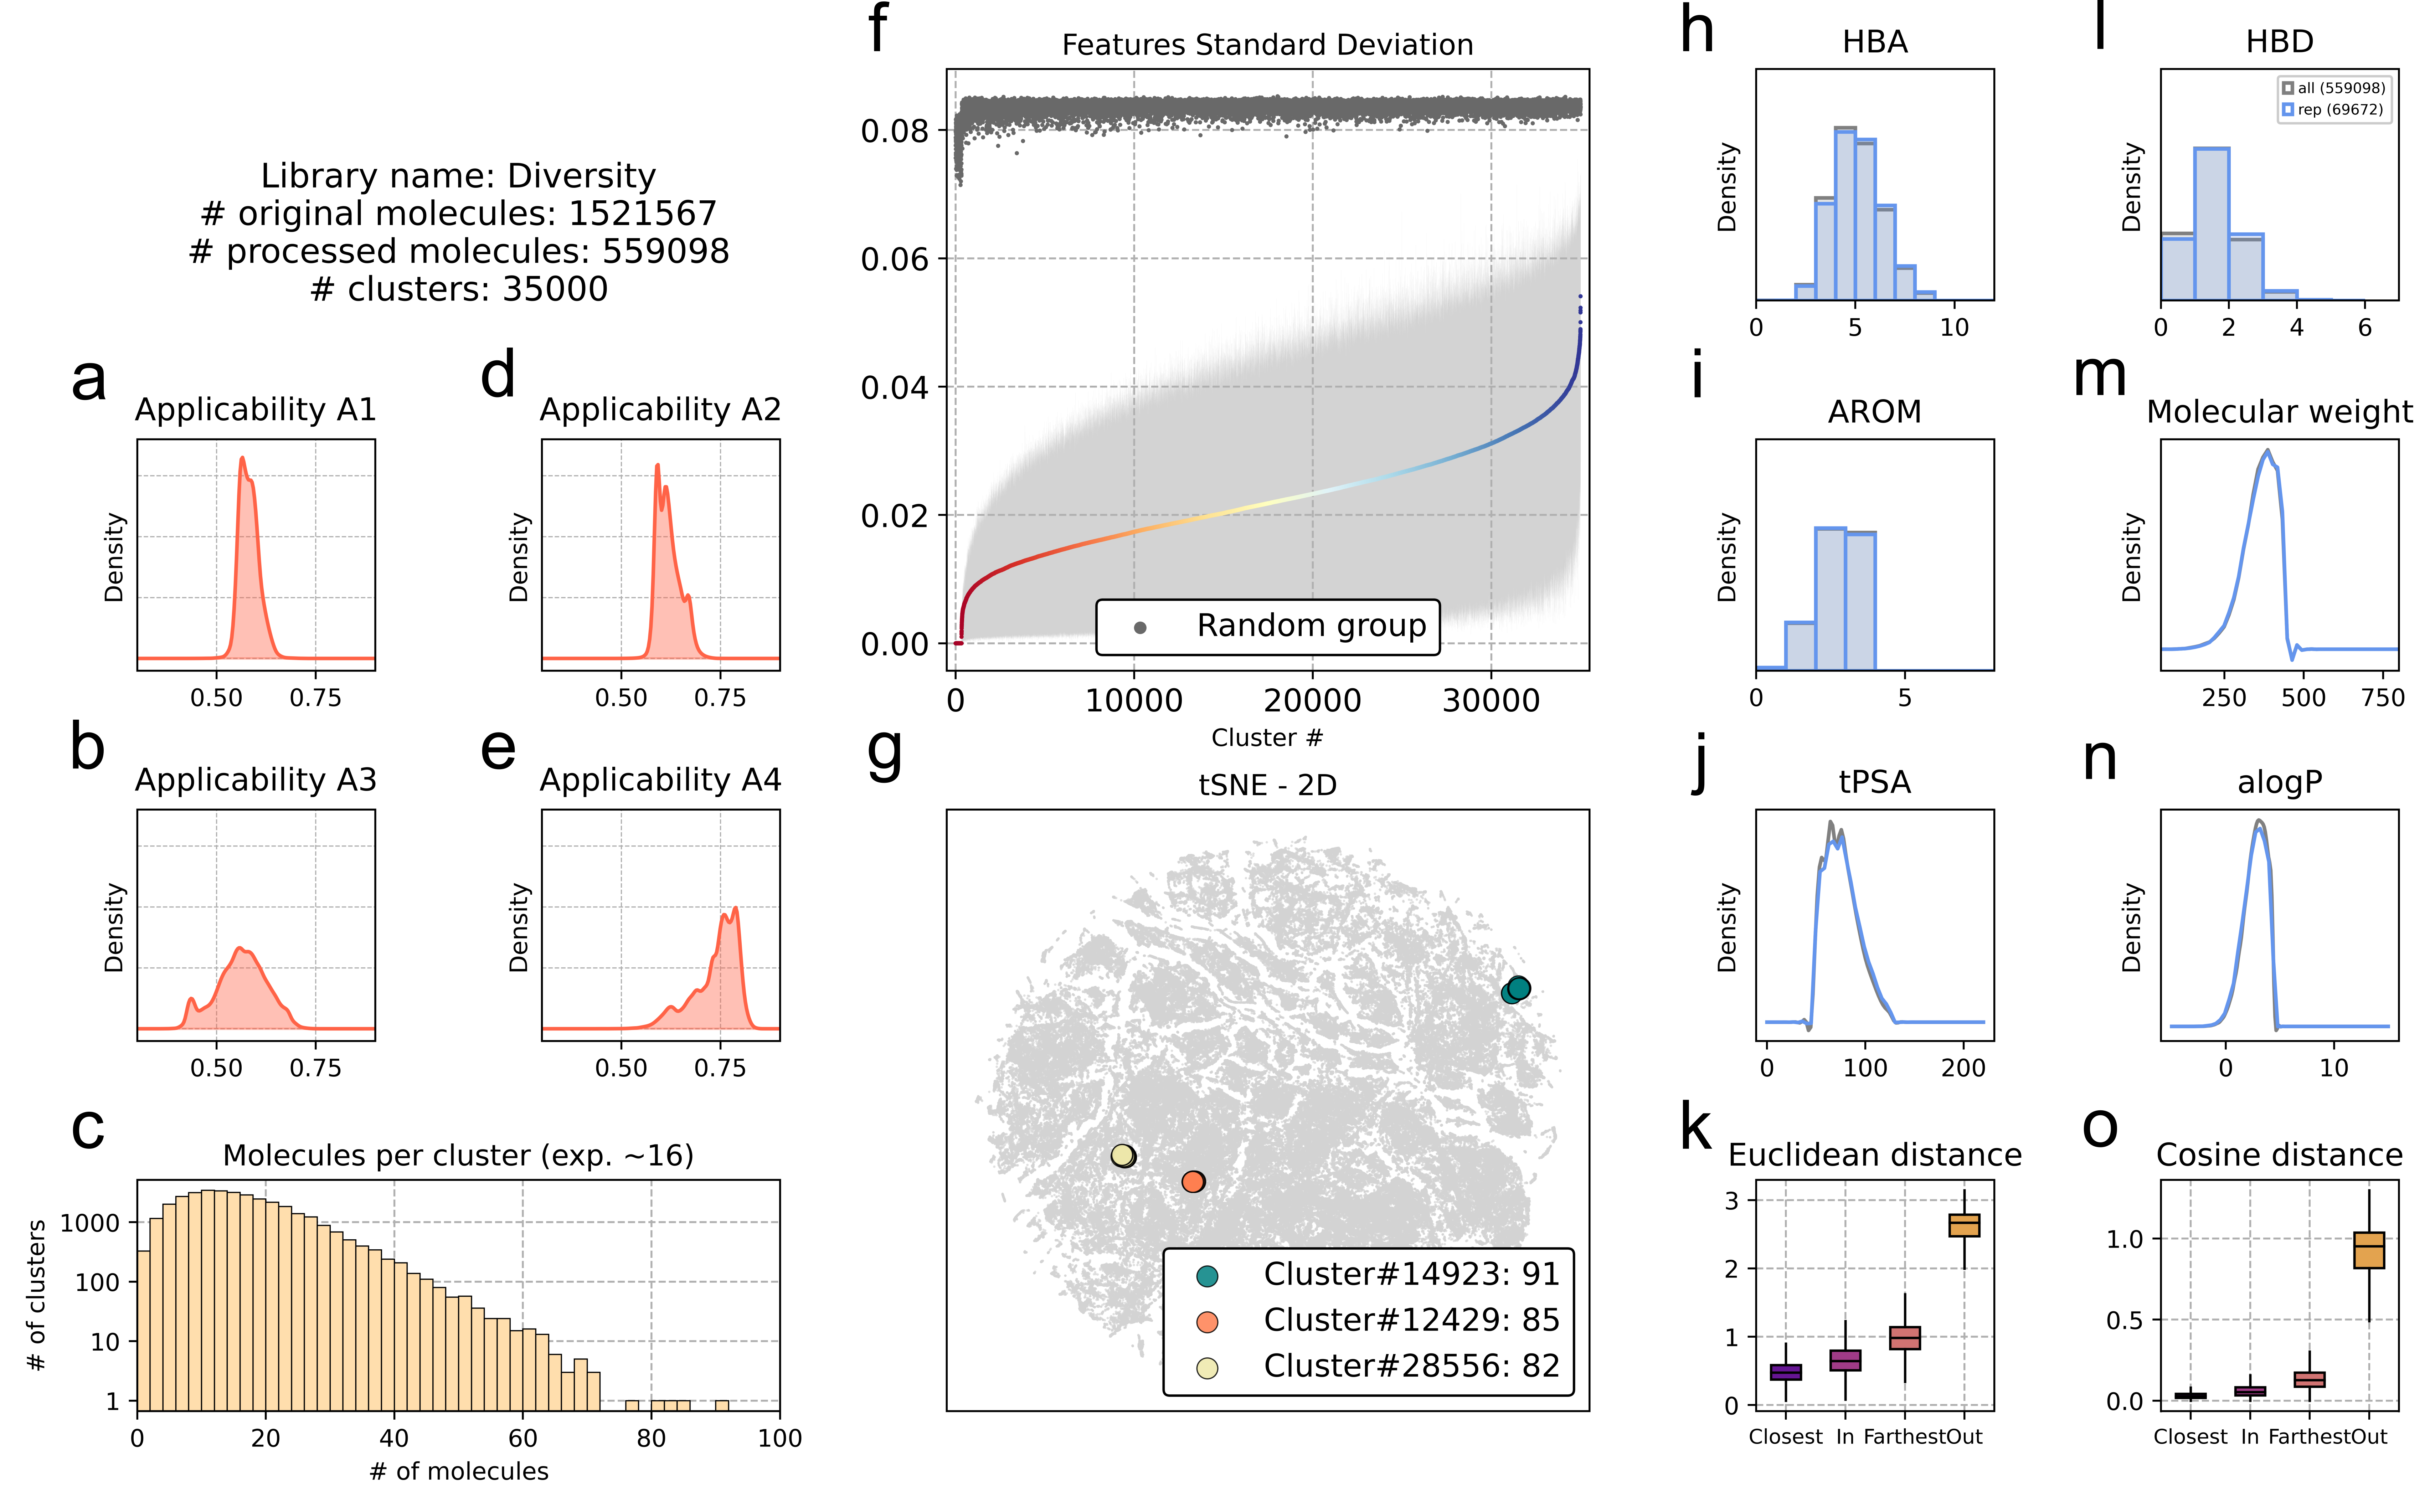 Library name: Diversity
# original molecules: 1521567
# processed molecules: 559098
# clusters: 35000
a
Applicability A1
Density
0.50 0.75
d
Applicability A2
Density
0.50 0.75
b
Applicability A3
Density
0.50 0.75
e
Applicability A4
Density
0.50 0.75
c
Molecules per cluster (exp. ~16)
# of clusters
1000
100
10
1
0 20 40 60 80 100
# of molecules
f
Features Standard Deviation
0.08
0.06
0.04
0.02
0.00
Random group
0 10000 20000 30000
Cluster #
g
tSNE - 2D
Cluster#14923: 91
Cluster#12429: 85
Cluster#28556: 82
h
HBA
Density
0 5 10
l
HBD
all (559098)
rep (69672)
Density
0 2 4 6
i
AROM
Density
0 5
m
Molecular weight
Density
250 500 750
j
tPSA
Density
0 100 200
n
alogP
Density
0 10
k
Euclidean distance
3
2
1
0
Closest In Farthest Out
o
Cosine distance
1.0
0.5
0.0
Closest In Farthest Out